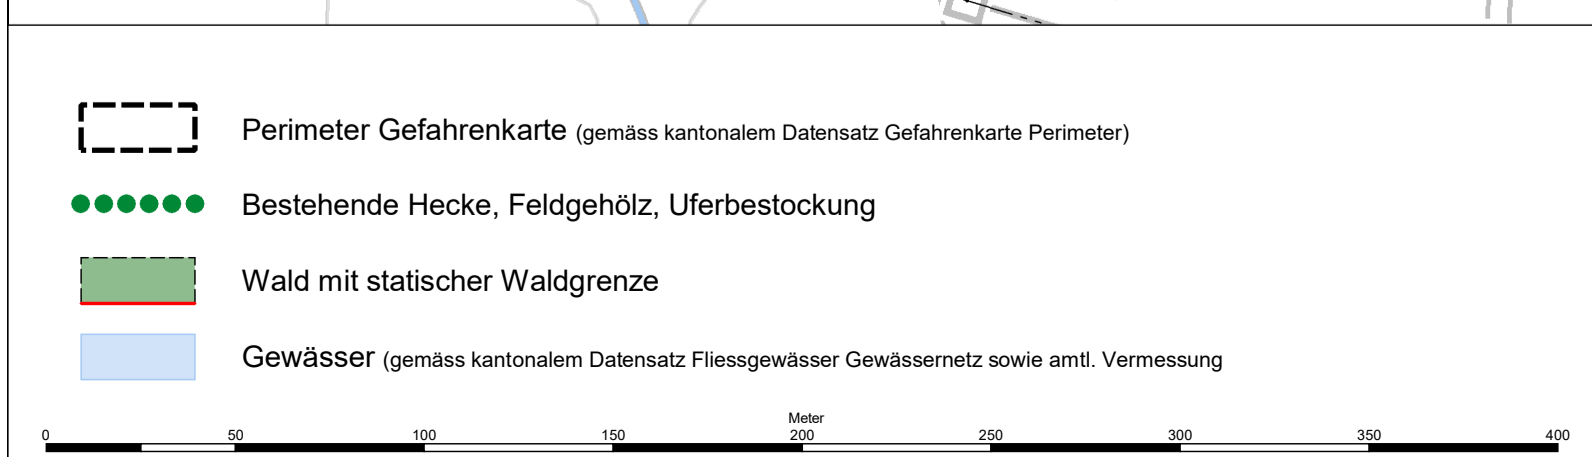 Perimeter Gefahrenkarte (gemäss kantonalem Datensatz Gefahrenkarte Perimeter)
Bestehende Hecke, Feldgehölz, Uferbestockung
Wald mit statischer Waldgrenze
Gewässer (gemäss kantonalem Datensatz Fliessgewässer Gewässernetz sowie amtl. Vermessung
Meter
0 50 100 150 200 250 300 350 400